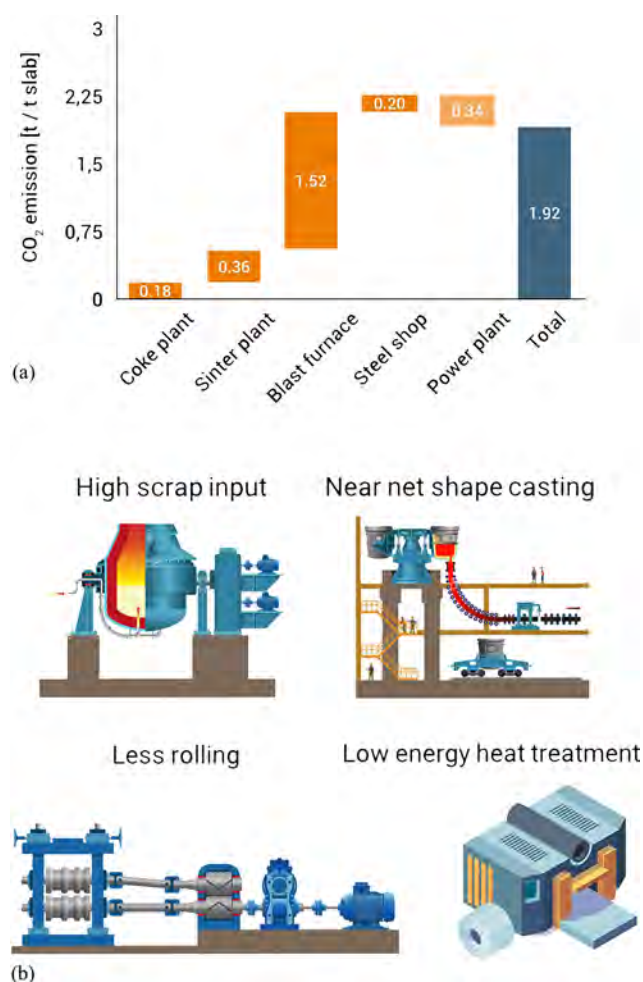 3
2,25
1,5
0,75
0
CO₂ emission [t / t slab]
0.18
0.36
1.52
0.20
0.34
1.92
Coke plant
Sinter plant
Blast furnace
Steel shop
Power plant
Total
(a)
High scrap input
Near net shape casting
Less rolling
Low energy heat treatment
(b)